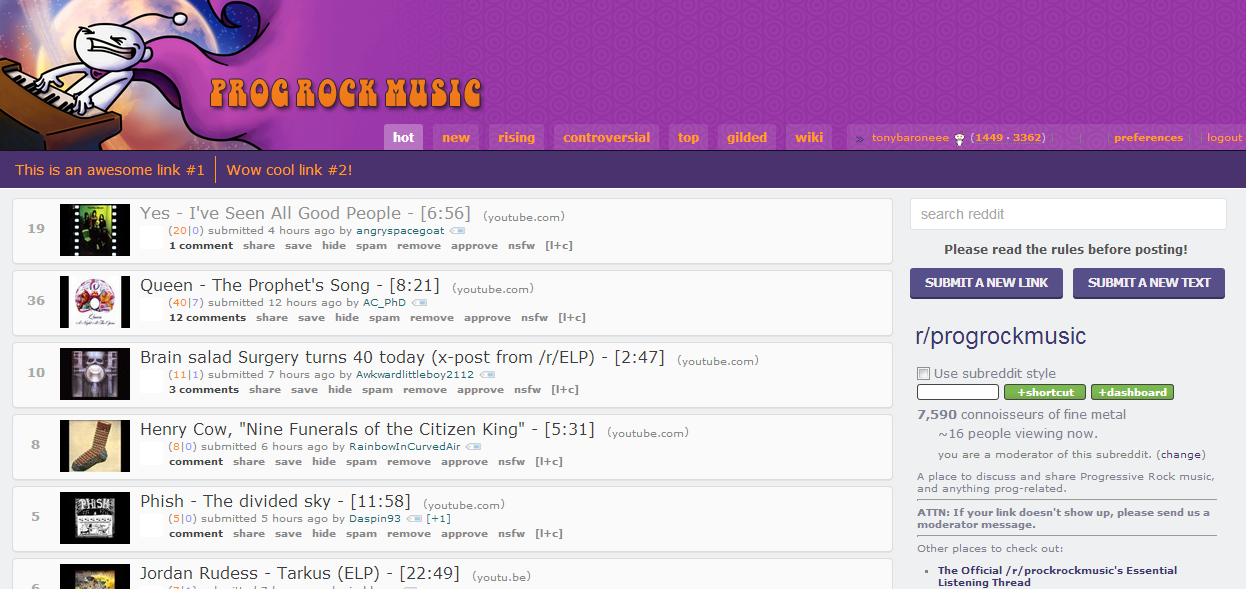 PROG ROCK MUSIC
hot new rising controversial top gilded wiki » tonybaroneee (1449 · 3362) preferences logout
This is an awesome link #1 Wow cool link #2!
19
Yes - I've Seen All Good People - [6:56] (youtube.com)
(20|0) submitted 4 hours ago by angryspacegoat
1 comment share save hide spam remove approve nsfw [l+c]
36
Queen - The Prophet's Song - [8:21] (youtube.com)
(40|7) submitted 12 hours ago by AC_PhD
12 comments share save hide spam remove approve nsfw [l+c]
10
Brain salad Surgery turns 40 today (x-post from /r/ELP) - [2:47] (youtube.com)
(11|1) submitted 7 hours ago by Awkwardlittleboy2112
3 comments share save hide spam remove approve nsfw [l+c]
8
Henry Cow, "Nine Funerals of the Citizen King" - [5:31] (youtube.com)
(8|0) submitted 6 hours ago by RainbowInCurvedAir
comment share save hide spam remove approve nsfw [l+c]
5
PHISH
Phish - The divided sky - [11:58] (youtube.com)
(5|0) submitted 5 hours ago by Daspin93 [+1]
comment share save hide spam remove approve nsfw [l+c]
Jordan Rudess - Tarkus (ELP) - [22:49] (youtu.be)
search reddit
Please read the rules before posting!
SUBMIT A NEW LINK SUBMIT A NEW TEXT
r/progrockmusic
Use subreddit style
+shortcut +dashboard
7,590 connoisseurs of fine metal
~16 people viewing now.
you are a moderator of this subreddit. (change)
A place to discuss and share Progressive Rock music,
and anything prog-related.
ATTN: If your link doesn't show up, please send us a
moderator message.
Other places to check out:
The Official /r/prockrockmusic's Essential
Listening Thread